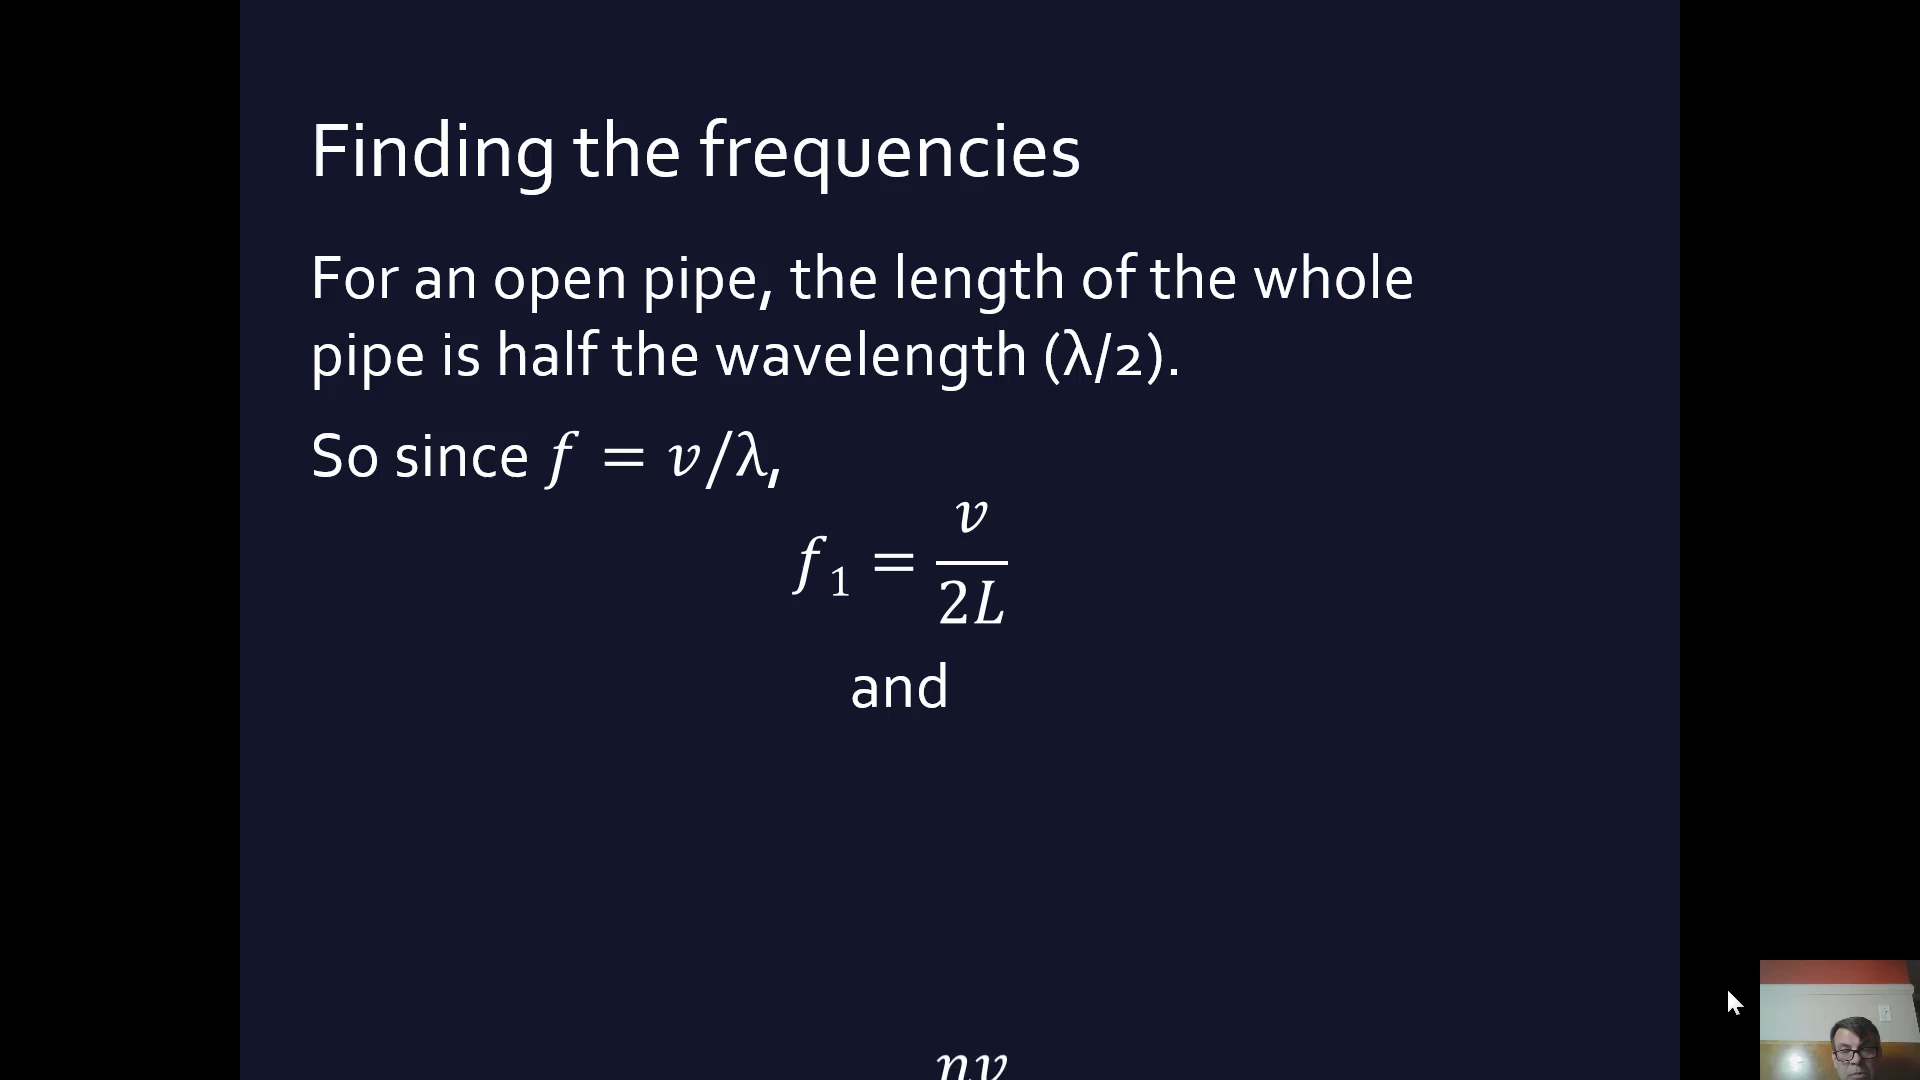 Finding the frequencies
For an open pipe, the length of the whole
pipe is half the wavelength (λ/2).
So since f = v/λ,
f₁ = v/2L
and
nv